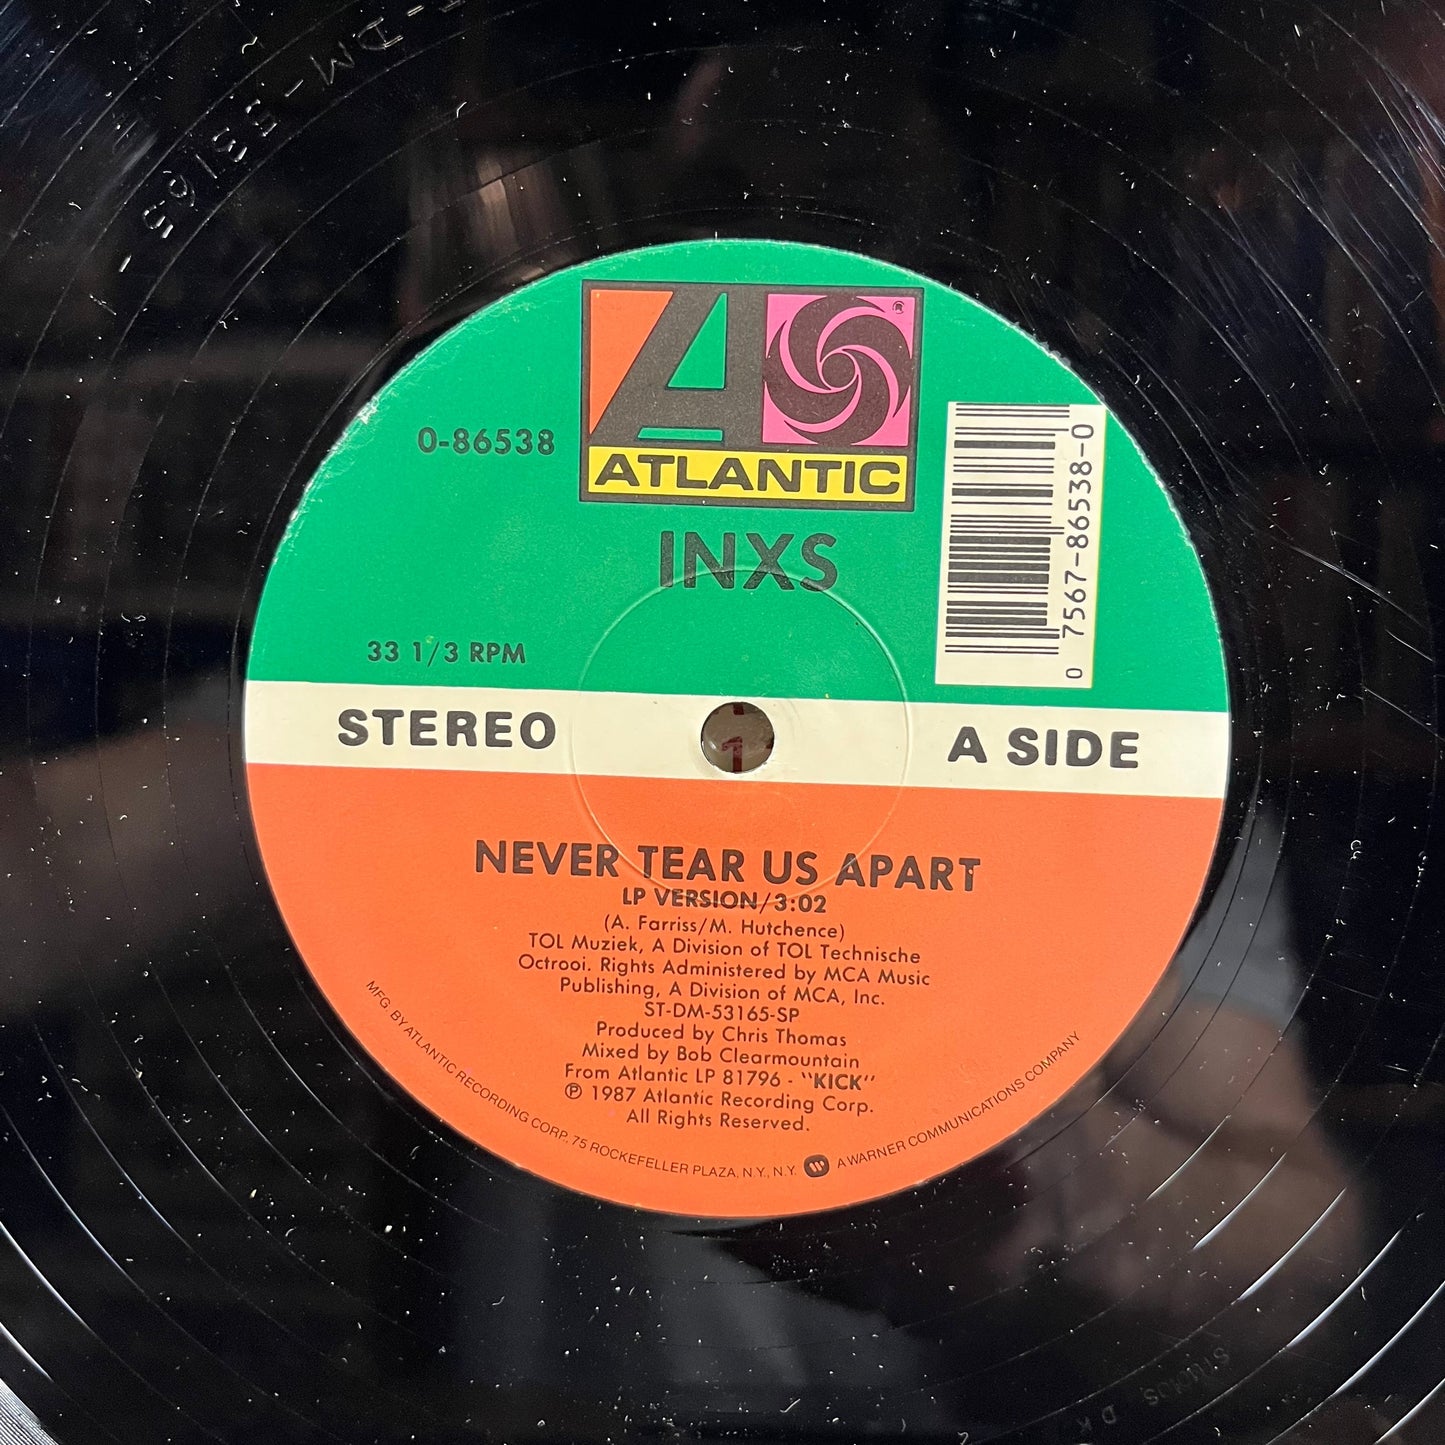 DM-53165
ATLANTIC
®
0-86538
INXS
0 7567-86538-0
33 1/3 RPM
STEREO
A SIDE
NEVER TEAR US APART
LP VERSION/3:02
(A. Farriss/M. Hutchence)
TOL Muziek, A Division of TOL Technische
Octrooi. Rights Administered by MCA Music
Publishing, A Division of MCA, Inc.
ST-DM-53165-SP
Produced by Chris Thomas
Mixed by Bob Clearmountain
From Atlantic LP 81796 - "KICK"
℗ 1987 Atlantic Recording Corp.
All Rights Reserved.
MFG. BY ATLANTIC RECORDING CORP., 75 ROCKEFELLER PLAZA, N.Y., N.Y. A WARNER COMMUNICATIONS COMPANY
DK